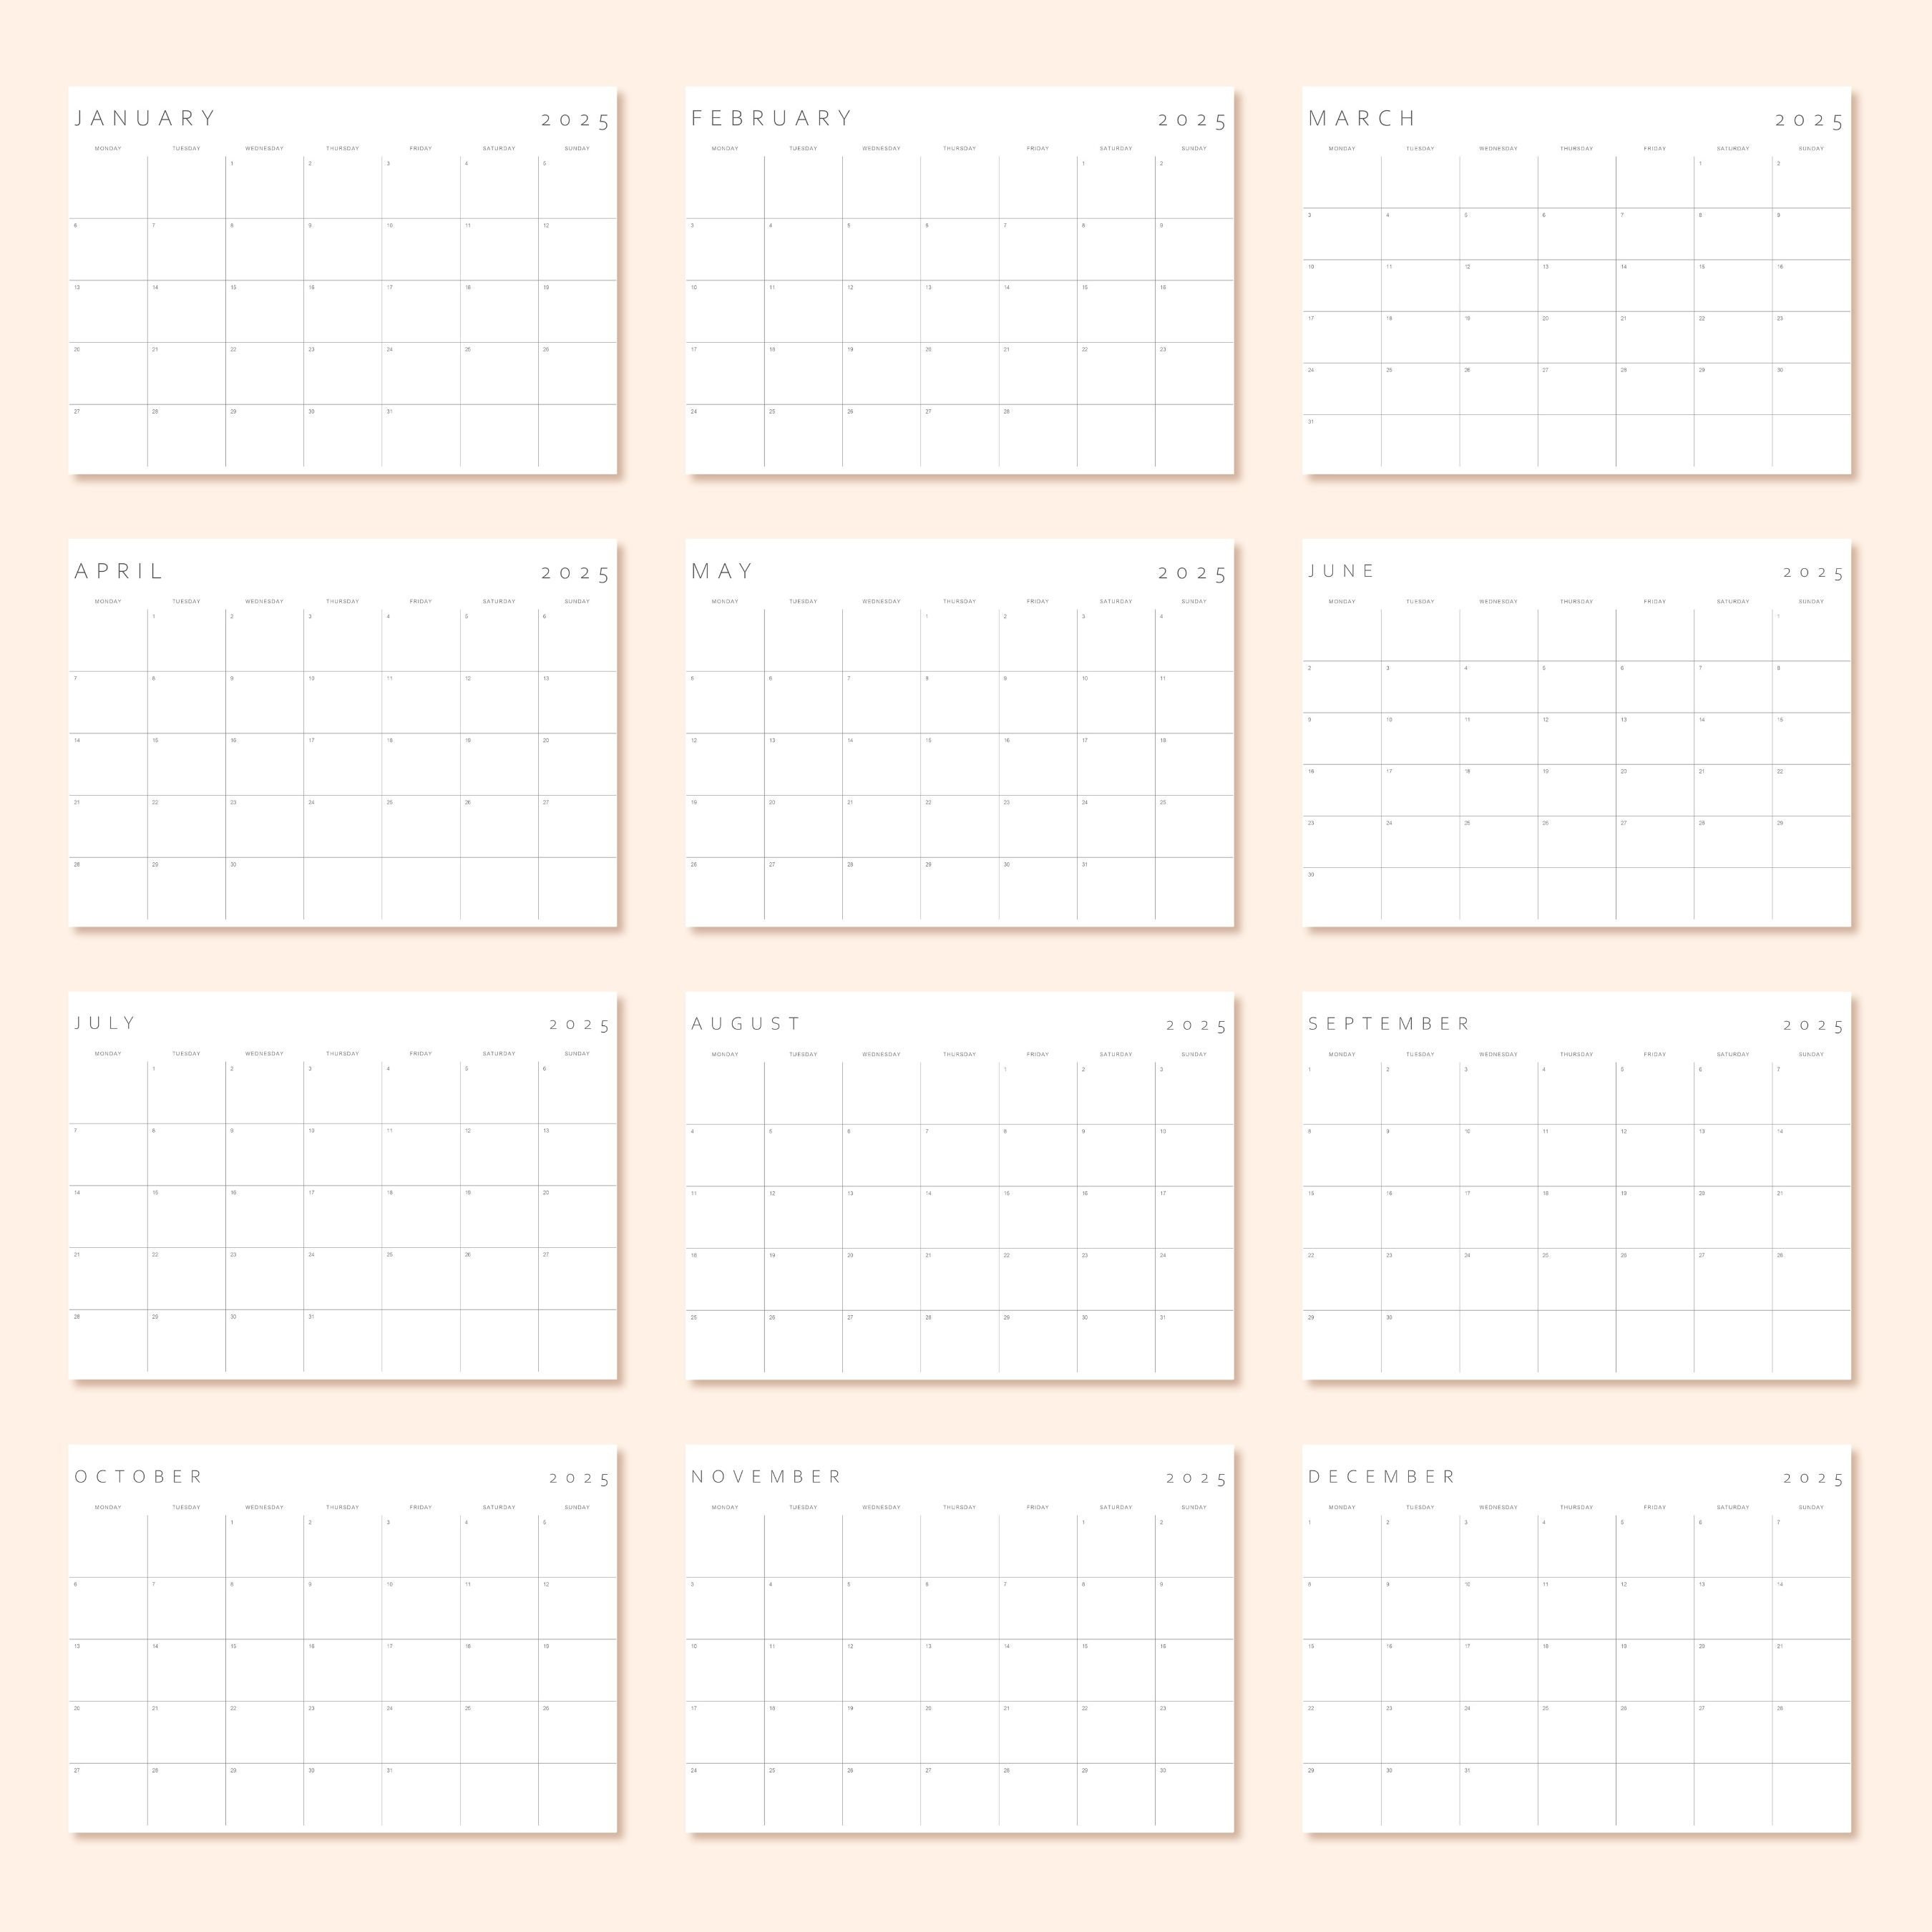 JANUARY 2025
MONDAY TUESDAY WEDNESDAY THURSDAY FRIDAY SATURDAY SUNDAY
1 2 3 4 5
6 7 8 9 10 11 12
13 14 15 16 17 18 19
20 21 22 23 24 25 26
27 28 29 30 31
FEBRUARY 2025
MONDAY TUESDAY WEDNESDAY THURSDAY FRIDAY SATURDAY SUNDAY
1 2
3 4 5 6 7 8 9
10 11 12 13 14 15 16
17 18 19 20 21 22 23
24 25 26 27 28
MARCH 2025
MONDAY TUESDAY WEDNESDAY THURSDAY FRIDAY SATURDAY SUNDAY
1 2
3 4 5 6 7 8 9
10 11 12 13 14 15 16
17 18 19 20 21 22 23
24 25 26 27 28 29 30
31
APRIL 2025
MONDAY TUESDAY WEDNESDAY THURSDAY FRIDAY SATURDAY SUNDAY
1 2 3 4 5 6
7 8 9 10 11 12 13
14 15 16 17 18 19 20
21 22 23 24 25 26 27
28 29 30
MAY 2025
MONDAY TUESDAY WEDNESDAY THURSDAY FRIDAY SATURDAY SUNDAY
1 2 3 4
5 6 7 8 9 10 11
12 13 14 15 16 17 18
19 20 21 22 23 24 25
26 27 28 29 30 31
JUNE 2025
MONDAY TUESDAY WEDNESDAY THURSDAY FRIDAY SATURDAY SUNDAY
1
2 3 4 5 6 7 8
9 10 11 12 13 14 15
16 17 18 19 20 21 22
23 24 25 26 27 28 29
30
JULY 2025
MONDAY TUESDAY WEDNESDAY THURSDAY FRIDAY SATURDAY SUNDAY
1 2 3 4 5 6
7 8 9 10 11 12 13
14 15 16 17 18 19 20
21 22 23 24 25 26 27
28 29 30 31
AUGUST 2025
MONDAY TUESDAY WEDNESDAY THURSDAY FRIDAY SATURDAY SUNDAY
1 2 3
4 5 6 7 8 9 10
11 12 13 14 15 16 17
18 19 20 21 22 23 24
25 26 27 28 29 30 31
SEPTEMBER 2025
MONDAY TUESDAY WEDNESDAY THURSDAY FRIDAY SATURDAY SUNDAY
1 2 3 4 5 6 7
8 9 10 11 12 13 14
15 16 17 18 19 20 21
22 23 24 25 26 27 28
29 30
OCTOBER 2025
MONDAY TUESDAY WEDNESDAY THURSDAY FRIDAY SATURDAY SUNDAY
1 2 3 4 5
6 7 8 9 10 11 12
13 14 15 16 17 18 19
20 21 22 23 24 25 26
27 28 29 30 31
NOVEMBER 2025
MONDAY TUESDAY WEDNESDAY THURSDAY FRIDAY SATURDAY SUNDAY
1 2
3 4 5 6 7 8 9
10 11 12 13 14 15 16
17 18 19 20 21 22 23
24 25 26 27 28 29 30
DECEMBER 2025
MONDAY TUESDAY WEDNESDAY THURSDAY FRIDAY SATURDAY SUNDAY
1 2 3 4 5 6 7
8 9 10 11 12 13 14
15 16 17 18 19 20 21
22 23 24 25 26 27 28
29 30 31